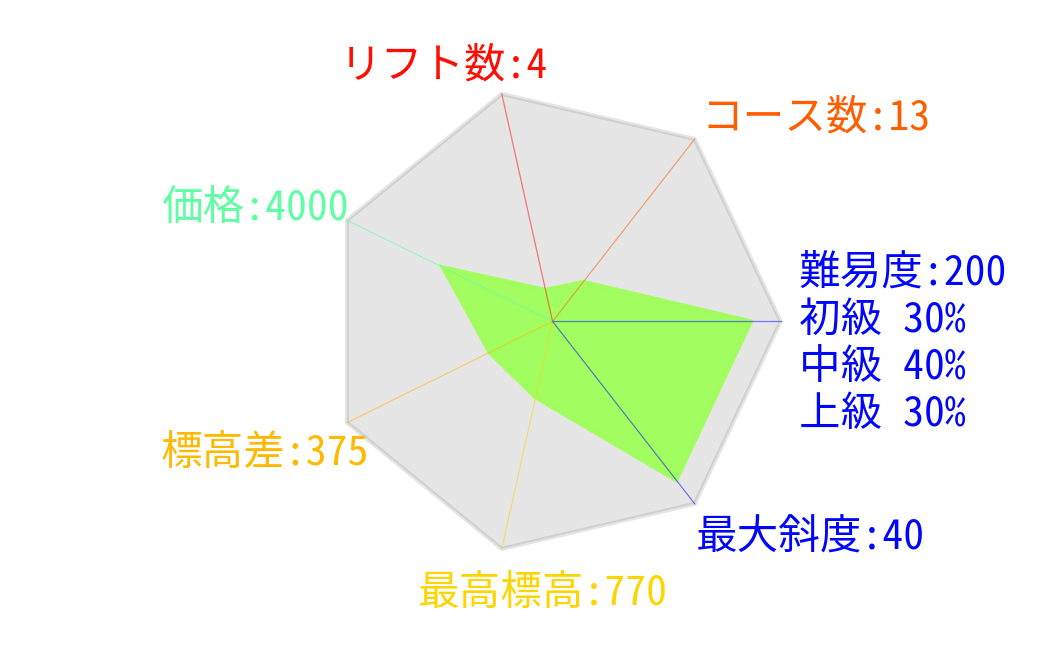 リフト数:4
コース数:13
価格:4000
難易度:200
初級 30%
中級 40%
上級 30%
標高差:375
最大斜度:40
最高標高:770